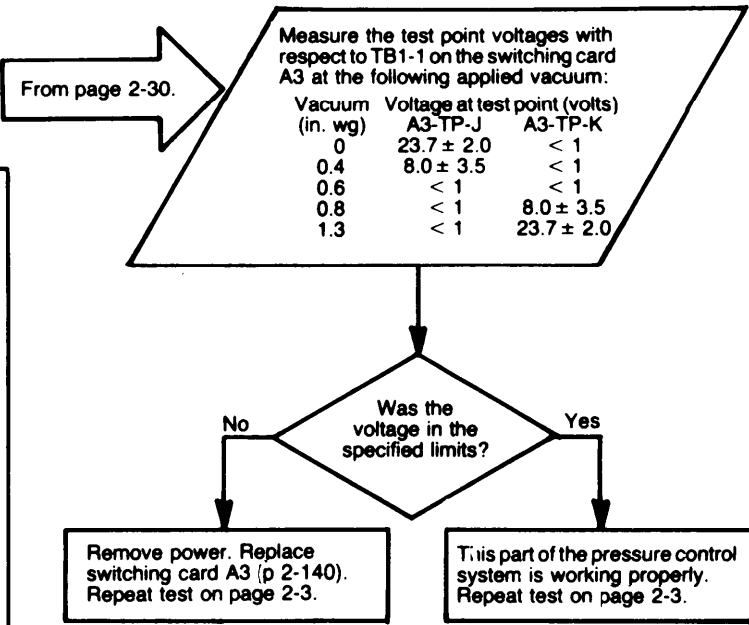 From page 2-30.
Measure the test point voltages with
respect to TB1-1 on the switching card
A3 at the following applied vacuum:
Vacuum Voltage at test point (volts)
(in. wg) A3-TP-J A3-TP-K
0 23.7 ± 2.0 < 1
0.4 8.0 ± 3.5 < 1
0.6 < 1 < 1
0.8 < 1 8.0 ± 3.5
1.3 < 1 23.7 ± 2.0
Was the
voltage in the
specified limits?
No
Yes
Remove power. Replace
switching card A3 (p 2-140).
Repeat test on page 2-3.
This part of the pressure control
system is working properly.
Repeat test on page 2-3.